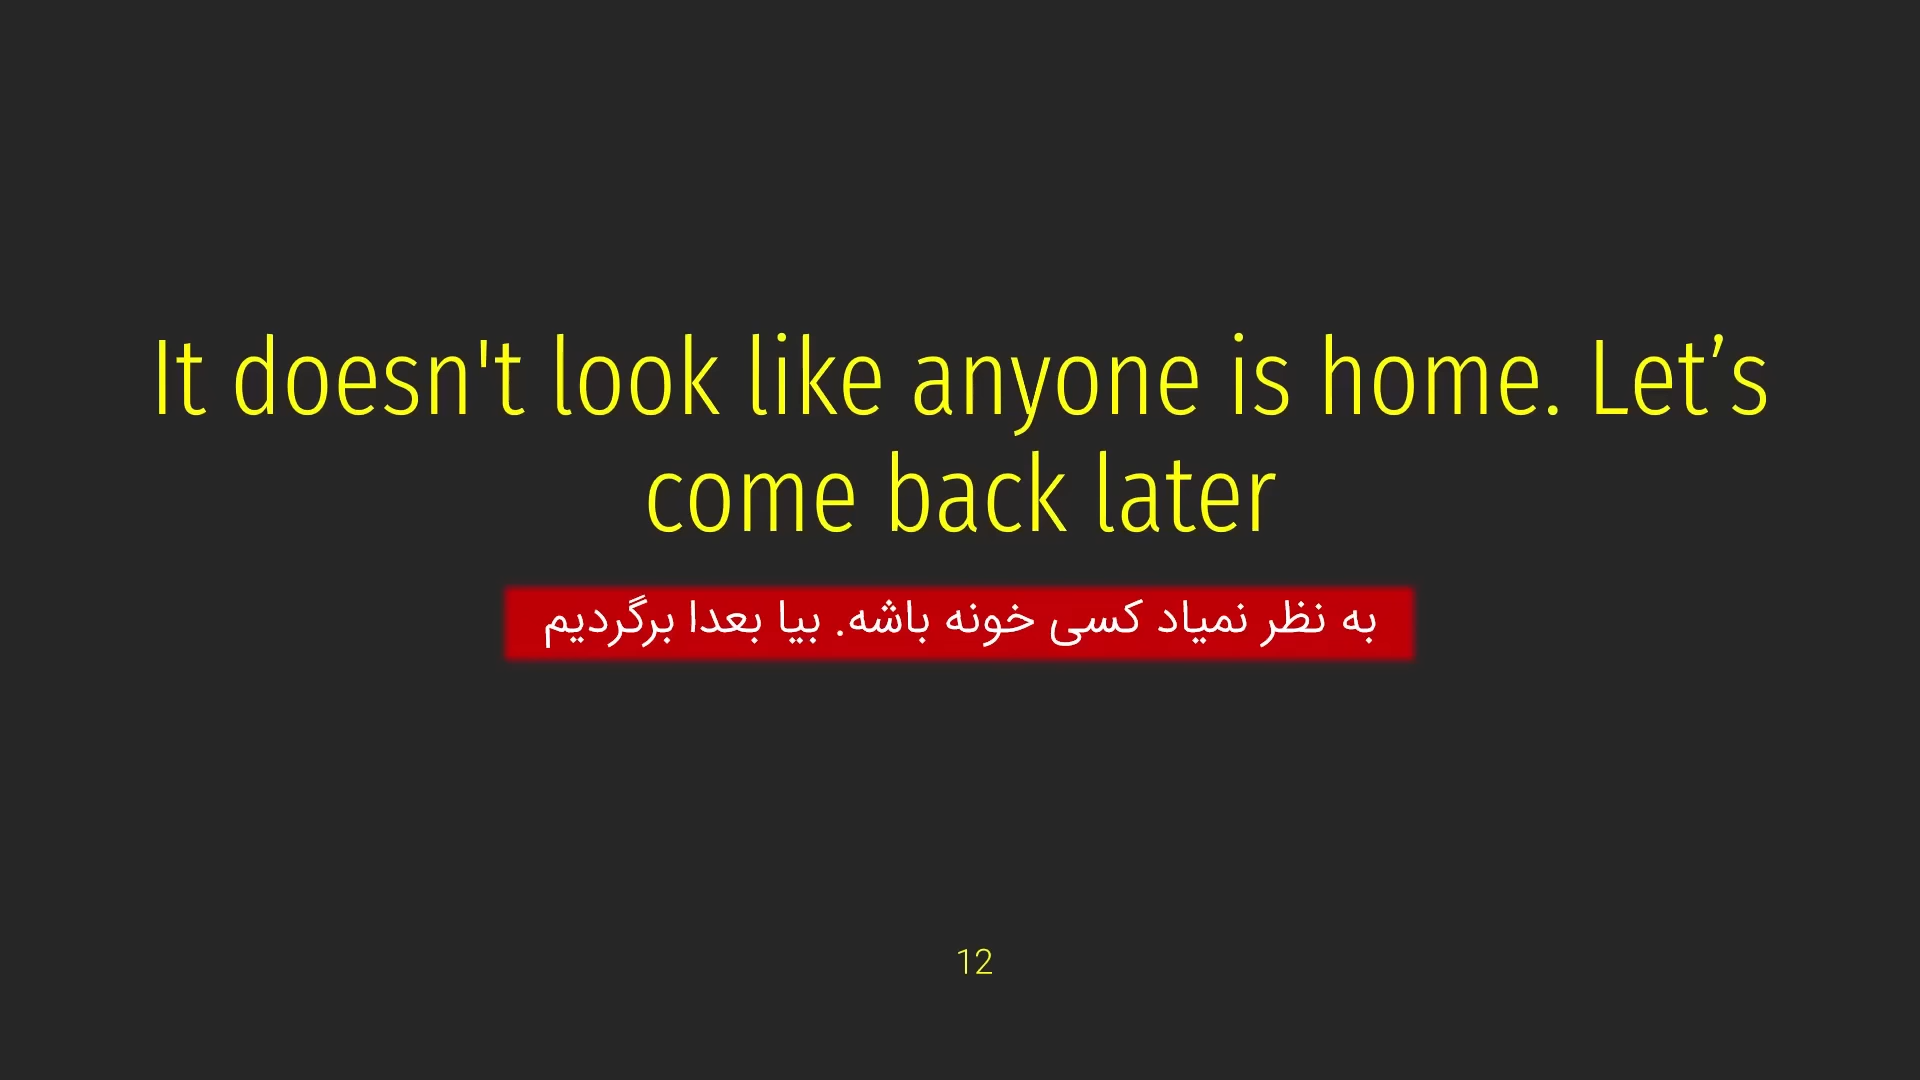 It doesn't look like anyone is home. Let’s
come back later
به نظر نمیاد کسی خونه باشه. بیا بعدا برگردیم
12